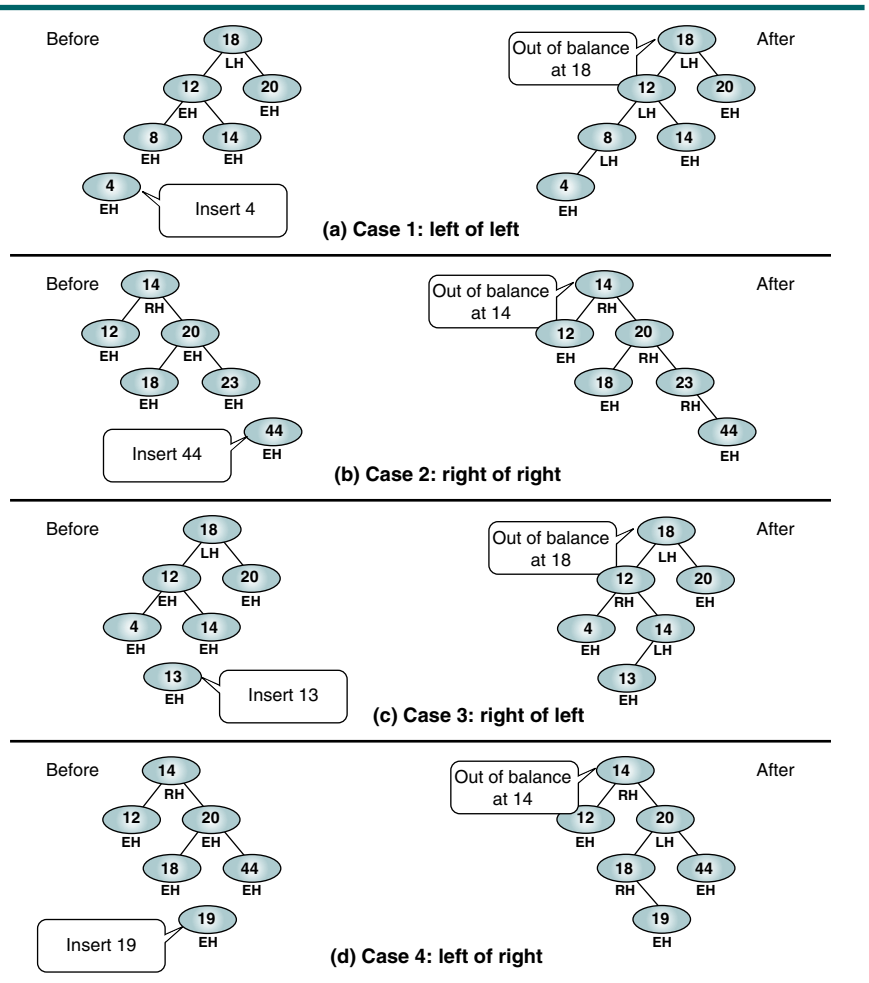 Before
18
LH
12
EH
20
EH
8
EH
14
EH
4
EH
Insert 4
After
Out of balance
at 18
18
LH
12
LH
20
EH
8
LH
14
EH
4
EH
(a) Case 1: left of left
Before
14
RH
12
EH
20
EH
18
EH
23
EH
44
EH
Insert 44
After
Out of balance
at 14
14
RH
12
EH
20
RH
18
EH
23
RH
44
EH
(b) Case 2: right of right
Before
18
LH
12
EH
20
EH
4
EH
14
EH
13
EH
Insert 13
After
Out of balance
at 18
18
LH
12
RH
20
EH
4
EH
14
LH
13
EH
(c) Case 3: right of left
Before
14
RH
12
EH
20
EH
18
EH
44
EH
19
EH
Insert 19
After
Out of balance
at 14
14
RH
12
EH
20
LH
18
RH
44
EH
19
EH
(d) Case 4: left of right